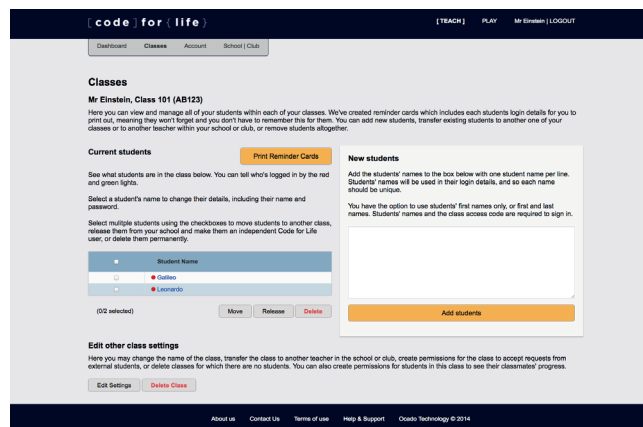 [code] for {life}
[TEACH] PLAY Mr Einstein | LOGOUT
Dashboard Classes Account School | Club
Classes
Mr Einstein, Class 101 (AB123)
Here you can view and manage all of your students within each of your classes. We've created reminder cards which includes each students login details for you to
print out, meaning they won't forget and you don't have to remember this for them. You can add new students, transfer existing students to another one of your
classes or to another teacher within your school or club, or remove students altogether.
Current students
Print Reminder Cards
See what students are in the class below. You can tell who's logged in by the red
and green lights.
Select a student's name to change their details, including their name and
password.
Select mulitple students using the checkboxes to move students to another class,
release them from your school and make them an independent Code for Life
user, or delete them permanently.
Student Name
Galileo
Leonardo
(0/2 selected) Move Release Delete
New students
Add the students' names to the box below with one student name per line.
Students' names will be used in their login details, and so each name
should be unique.
You have the option to use students' first names only, or first and last
names. Students' names and the class access code are required to sign in.
Add students
Edit other class settings
Here you may change the name of the class, transfer the class to another teacher in the school or club, create permissions for the class to accept requests from
external students, or delete classes for which there are no students. You can also create permissions for students in this class to see their classmates' progress.
Edit Settings Delete Class
About us Contact Us Terms of use Help & Support Ocado Technology © 2014